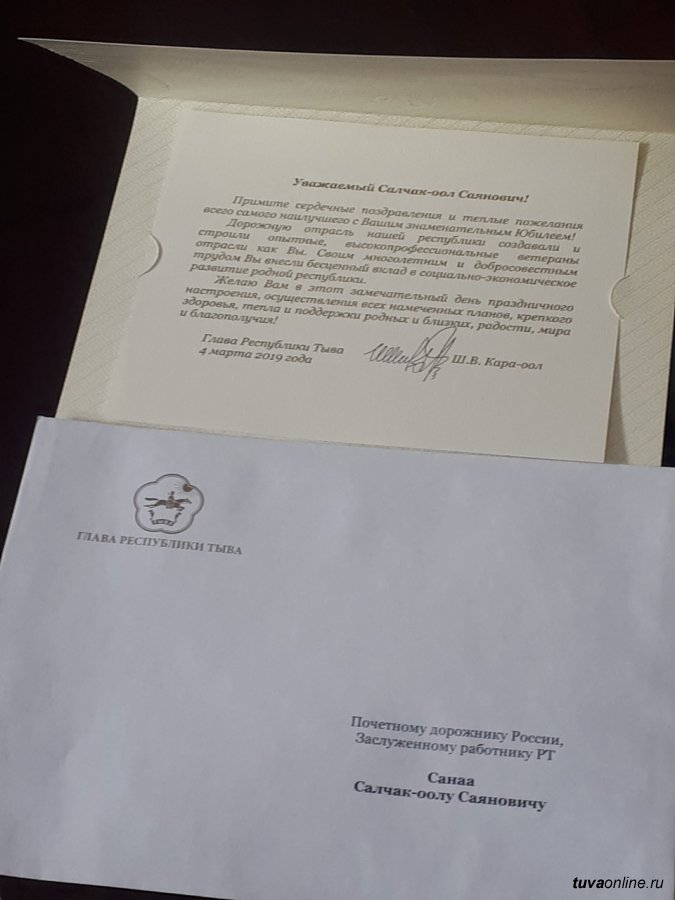 Уважаемый Салчак-оол Саянович!
Примите сердечные поздравления и теплые пожелания
всего самого наилучшего с Вашим знаменательным Юбилеем!
Дорожную отрасль нашей республики создавали и
строили опытные, высокопрофессиональные ветераны
отрасли как Вы. Своим многолетним и добросовестным
трудом Вы внесли бесценный вклад в социально-экономическое
развитие родной республики.
Желаю Вам в этот замечательный день праздничного
настроения, осуществления всех намеченных планов, крепкого
здоровья, тепла и поддержки родных и близких, радости, мира
и благополучия!
Глава Республики Тыва
4 марта 2019 года
Ш.В. Кара-оол
ГЛАВА РЕСПУБЛИКИ ТЫВА
Почетному дорожнику России,
Заслуженному работнику РТ
Санаа
Салчак-оолу Саяновичу
tuvaonline.ru